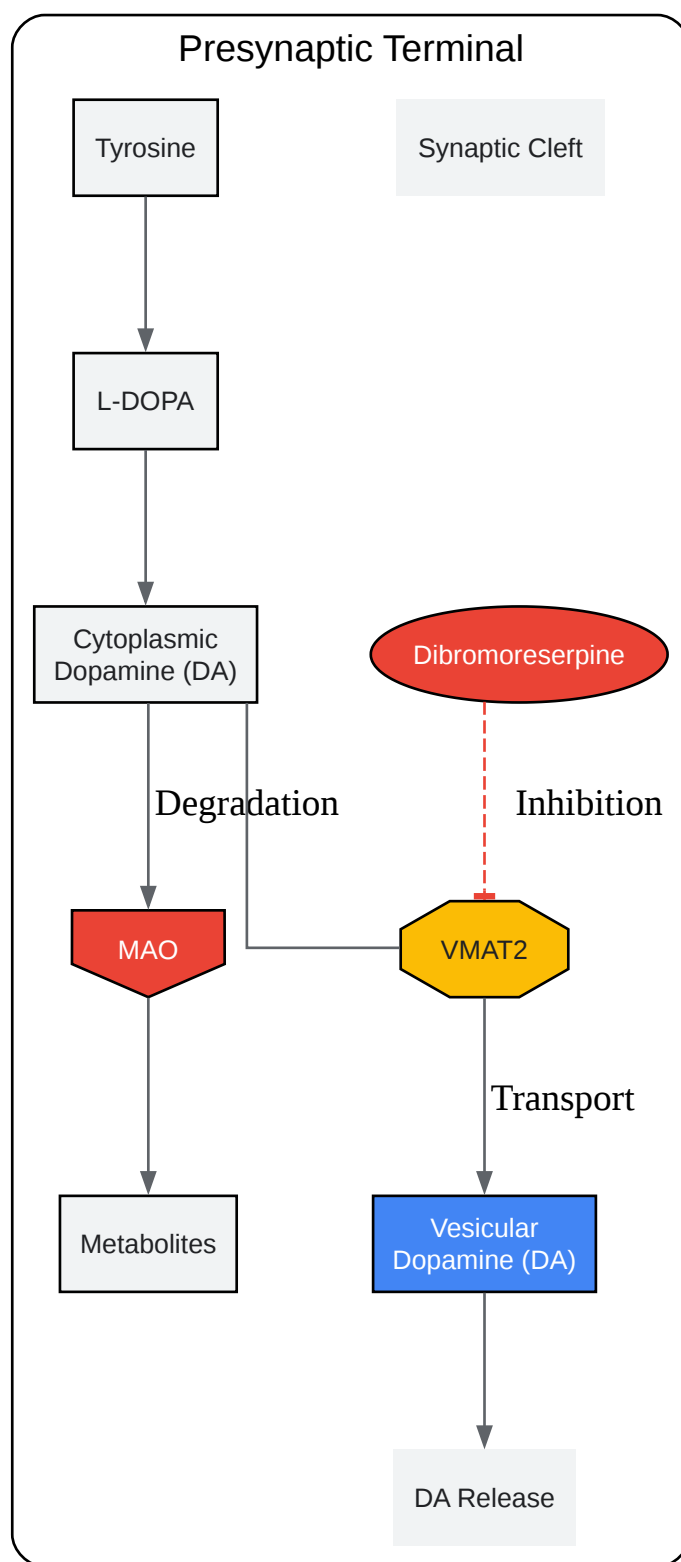 Presynaptic Terminal
Tyrosine
Synaptic Cleft
L-DOPA
Cytoplasmic
Dopamine (DA)
Dibromoreserpine
Degradation
Inhibition
MAO
VMAT2
Transport
Metabolites
Vesicular
Dopamine (DA)
DA Release